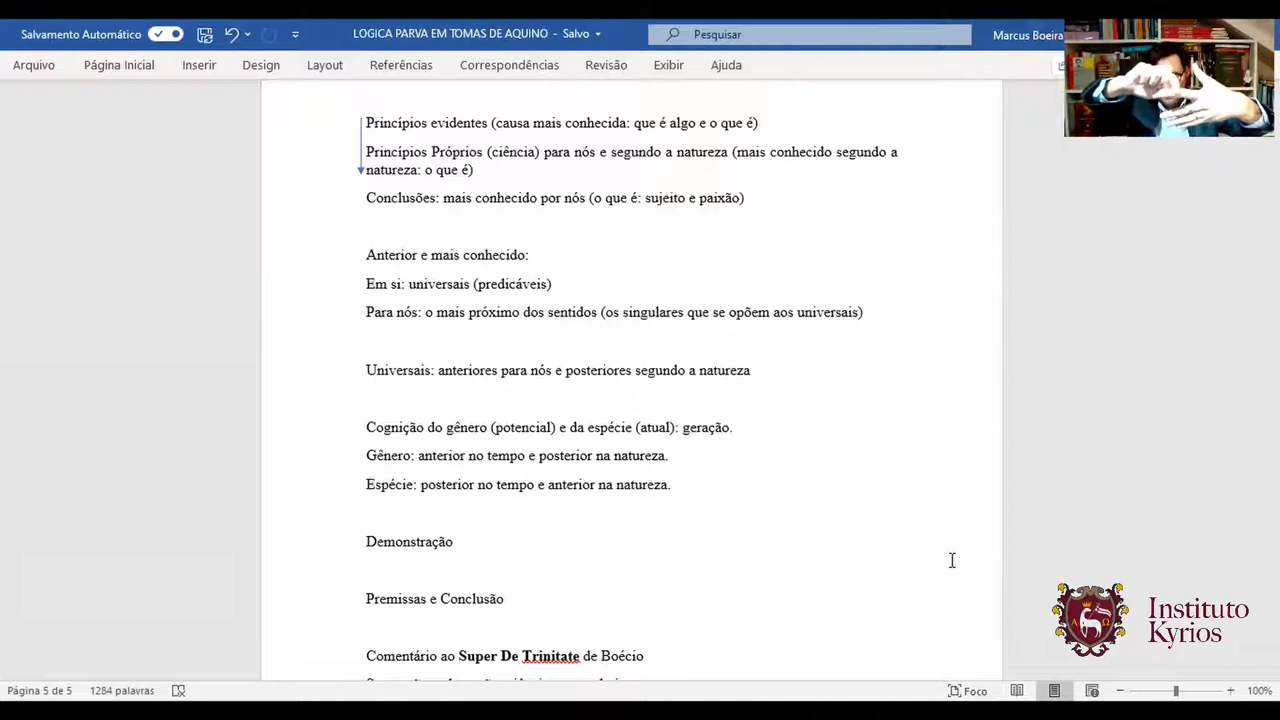 Salvamento Automático
LOGICA PARVA EM TOMAS DE AQUINO - Salvo
Pesquisar
Marcus Boeira
Arquivo
Página Inicial
Inserir
Design
Layout
Referências
Correspondências
Revisão
Exibir
Ajuda
Princípios evidentes (causa mais conhecida: que é algo e o que é)
Princípios Próprios (ciência) para nós e segundo a natureza (mais conhecido segundo a
natureza: o que é)
Conclusões: mais conhecido por nós (o que é: sujeito e paixão)
Anterior e mais conhecido:
Em si: universais (predicáveis)
Para nós: o mais próximo dos sentidos (os singulares que se opõem aos universais)
Universais: anteriores para nós e posteriores segundo a natureza
Cognição do gênero (potencial) e da espécie (atual): geração.
Gênero: anterior no tempo e posterior na natureza.
Espécie: posterior no tempo e anterior na natureza.
Demonstração
Premissas e Conclusão
Comentário ao Super De Trinitate de Boécio
Α Ω
Instituto
Kyrios
Página 5 de 5
1284 palavras
Foco
100%